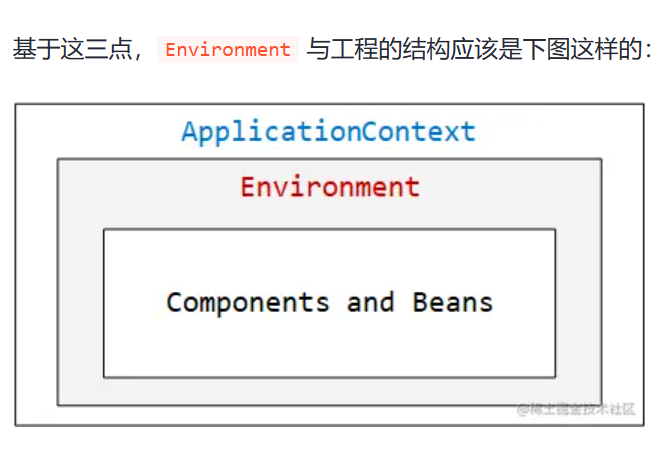 基于这三点，Environment 与工程的结构应该是下图这样的：
ApplicationContext
Environment
Components and Beans
@稀土掘金技术社区